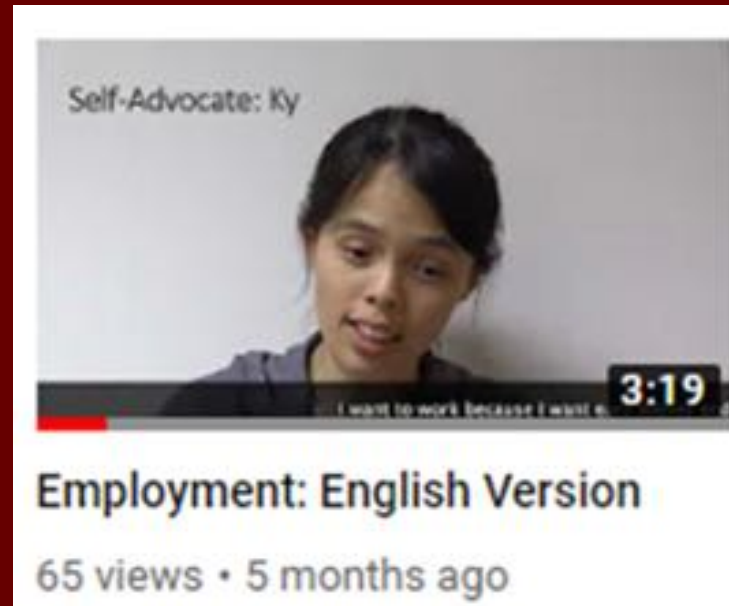 Self-Advocate: Ky
I want to work because I want
3:19
Employment: English Version
65 views • 5 months ago